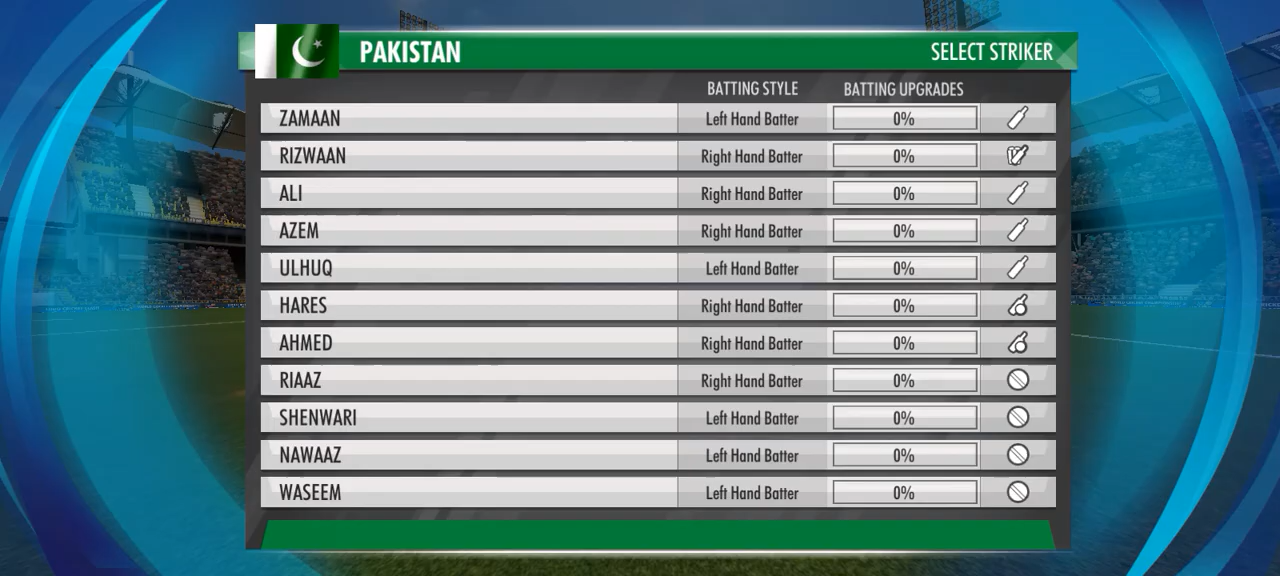 PAKISTAN SELECT STRIKER
BATTING STYLE BATTING UPGRADES
ZAMAAN Left Hand Batter 0%
RIZWAAN Right Hand Batter 0%
ALI Right Hand Batter 0%
AZEM Right Hand Batter 0%
ULHUQ Left Hand Batter 0%
HARES Right Hand Batter 0%
AHMED Right Hand Batter 0%
RIAAZ Right Hand Batter 0%
SHENWARI Left Hand Batter 0%
NAWAAZ Left Hand Batter 0%
WASEEM Left Hand Batter 0%